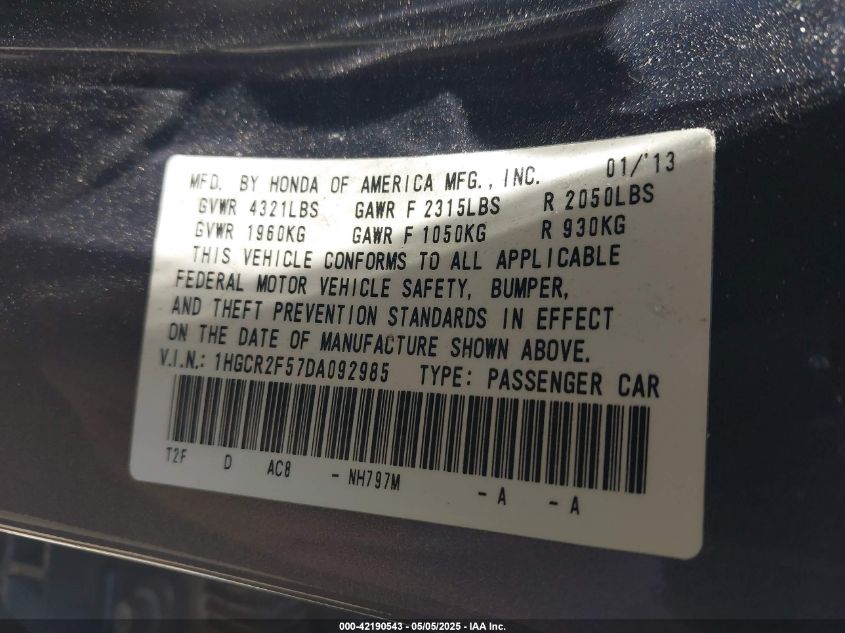 MFD. BY HONDA OF AMERICA MFG., INC. 01/'13
GVWR 4321LBS GAWR F 2315LBS R 2050LBS
GVWR 1960KG GAWR F 1050KG R 930KG
THIS VEHICLE CONFORMS TO ALL APPLICABLE
FEDERAL MOTOR VEHICLE SAFETY, BUMPER,
AND THEFT PREVENTION STANDARDS IN EFFECT
ON THE DATE OF MANUFACTURE SHOWN ABOVE.
V.I.N.: 1HGCR2F57DA092985 TYPE: PASSENGER CAR
T2F D AC8 - NH797M - A - A
000-42190543 / 05/05/2025 - IAA Inc.